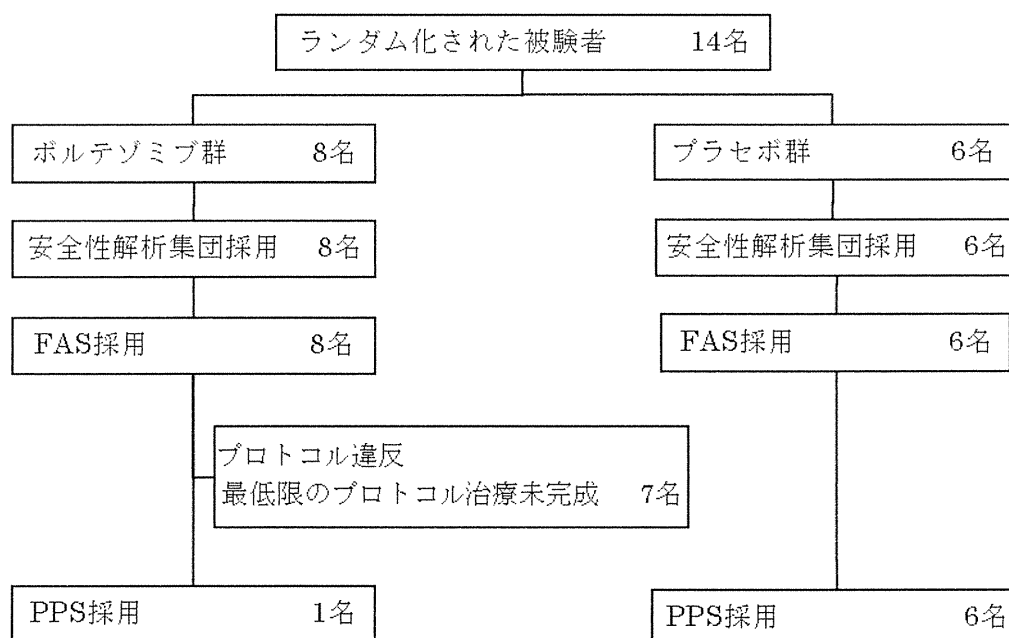 ランダム化された被験者 14名
ボルテゾミブ群 8名
プラセボ群 6名
安全性解析集団採用 8名
安全性解析集団採用 6名
FAS採用 8名
FAS採用 6名
プロトコル違反
最低限のプロトコル治療未完成 7名
PPS採用 1名
PPS採用 6名